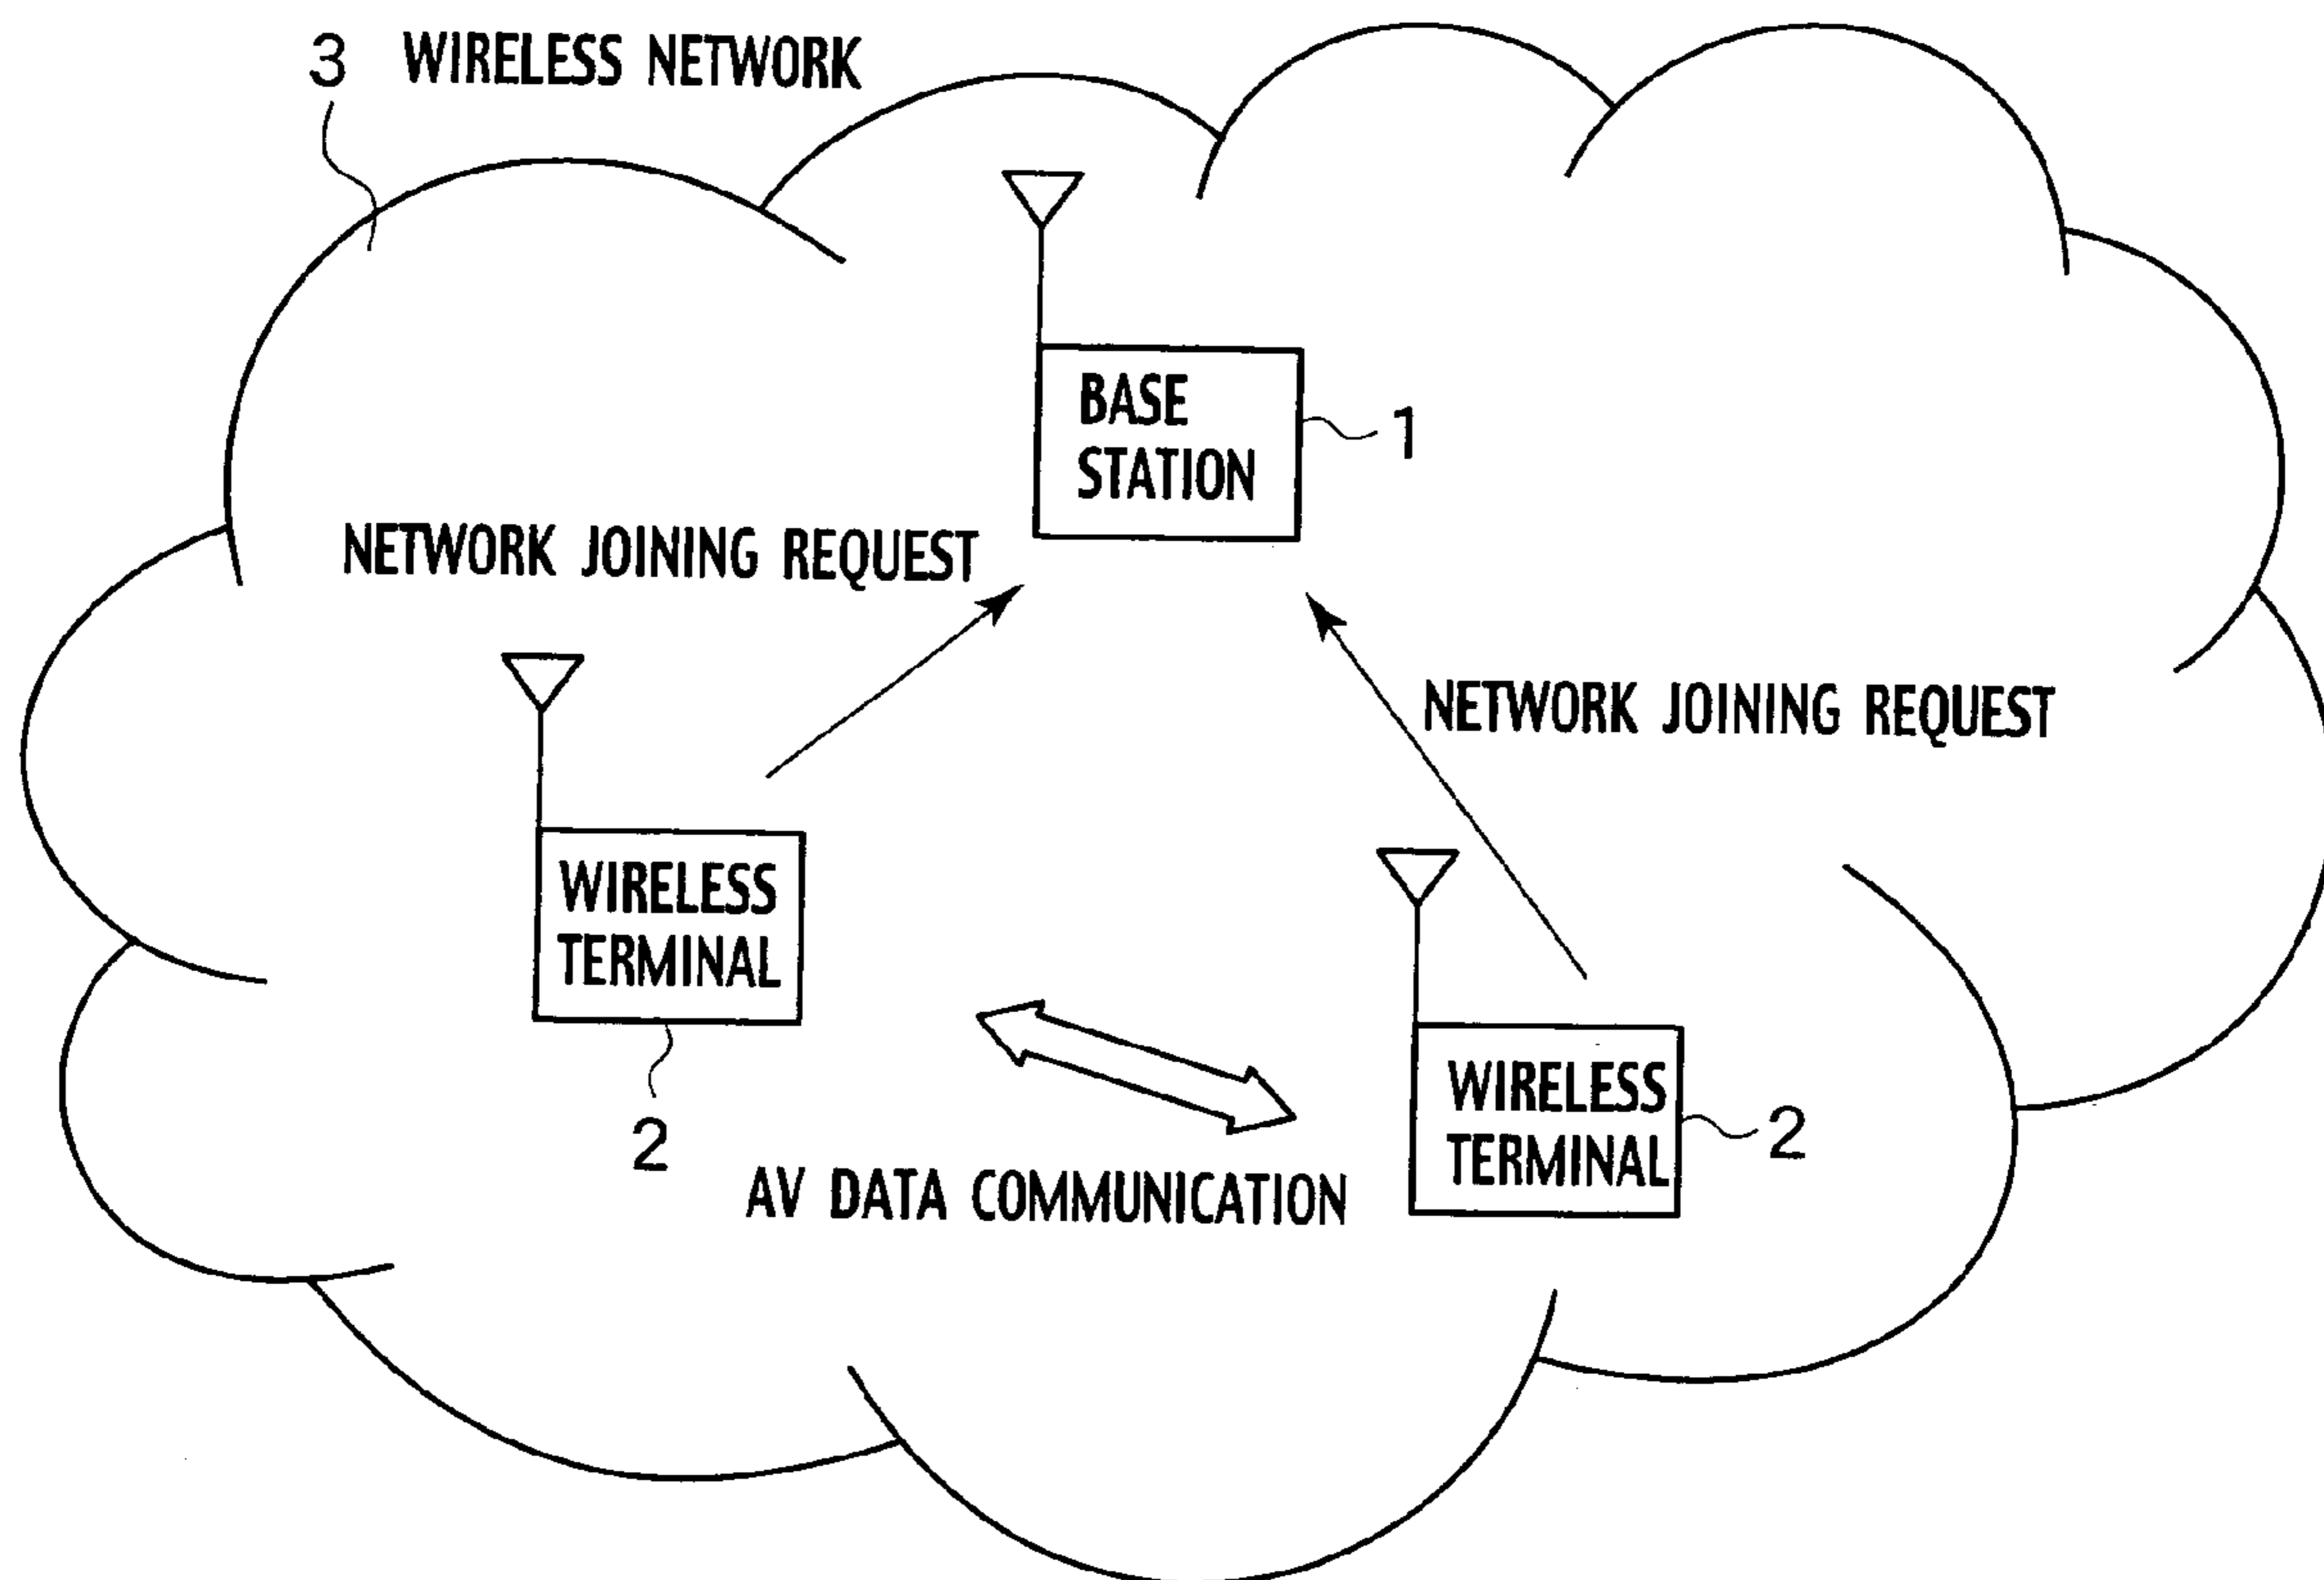 3 WIRELESS NETWORK
BASE
STATION
1
NETWORK JOINING REQUEST
NETWORK JOINING REQUEST
WIRELESS
TERMINAL
2
WIRELESS
TERMINAL
2
AV DATA COMMUNICATION